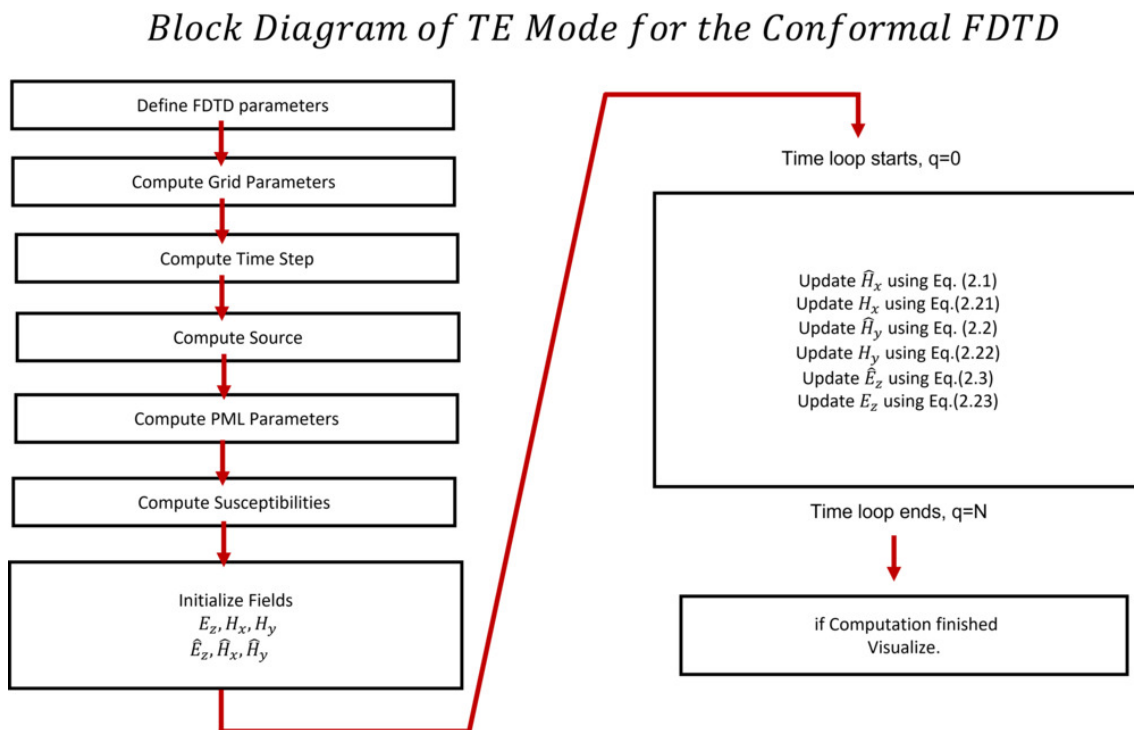 Block Diagram of TE Mode for the Conformal FDTD
Define FDTD parameters
Compute Grid Parameters
Compute Time Step
Compute Source
Compute PML Parameters
Compute Susceptibilities
Initialize Fields
E_z, H_x, H_y
Ê_z, Ĥ_x, Ĥ_y
Time loop starts, q=0
Update Ĥ_x using Eq. (2.1)
Update H_x using Eq.(2.21)
Update Ĥ_y using Eq. (2.2)
Update H_y using Eq.(2.22)
Update Ê_z using Eq.(2.3)
Update E_z using Eq.(2.23)
Time loop ends, q=N
if Computation finished
Visualize.